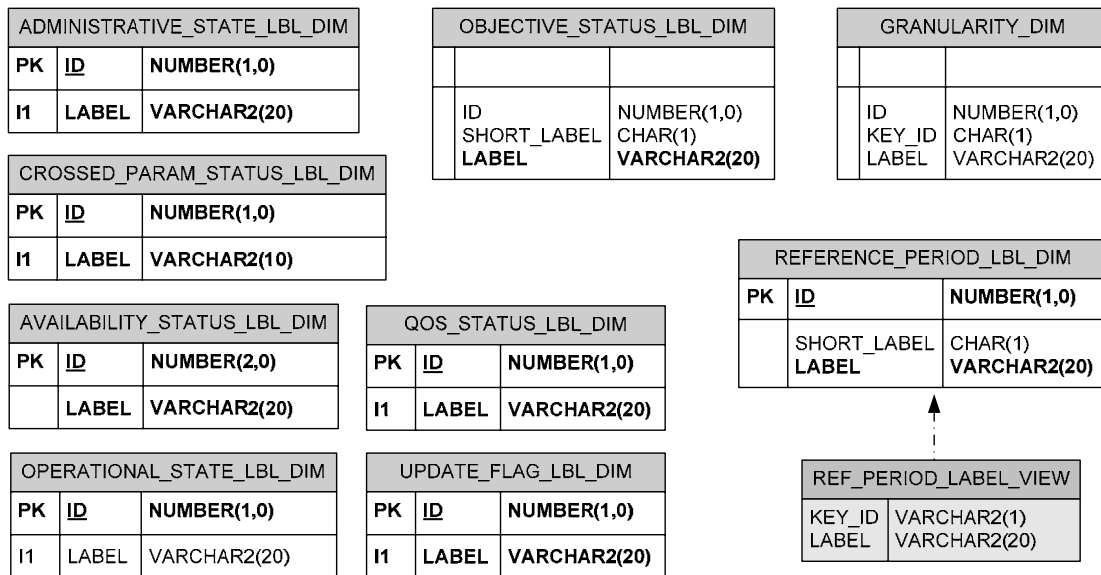 ADMINISTRATIVE_STATE_LBL_DIM
PK ID NUMBER(1,0)
I1 LABEL VARCHAR2(20)
OBJECTIVE_STATUS_LBL_DIM
ID NUMBER(1,0)
SHORT_LABEL CHAR(1)
LABEL VARCHAR2(20)
GRANULARITY_DIM
ID NUMBER(1,0)
KEY_ID CHAR(1)
LABEL VARCHAR2(20)
CROSSED_PARAM_STATUS_LBL_DIM
PK ID NUMBER(1,0)
I1 LABEL VARCHAR2(10)
REFERENCE_PERIOD_LBL_DIM
PK ID NUMBER(1,0)
SHORT_LABEL CHAR(1)
LABEL VARCHAR2(20)
AVAILABILITY_STATUS_LBL_DIM
PK ID NUMBER(2,0)
LABEL VARCHAR2(20)
QOS_STATUS_LBL_DIM
PK ID NUMBER(1,0)
I1 LABEL VARCHAR2(20)
OPERATIONAL_STATE_LBL_DIM
PK ID NUMBER(1,0)
I1 LABEL VARCHAR2(20)
UPDATE_FLAG_LBL_DIM
PK ID NUMBER(1,0)
I1 LABEL VARCHAR2(20)
REF_PERIOD_LABEL_VIEW
KEY_ID VARCHAR2(1)
LABEL VARCHAR2(20)